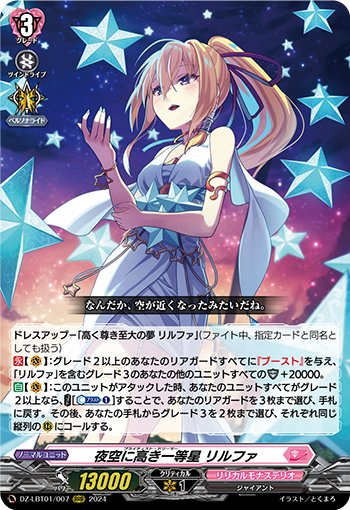 3
グレード
ツインドライブ
ペルソナライド
なんだか、空が近くなったみたいだね。
ドレスアップ－「高く尊き至大の夢 リルファ」(ファイト中、指定カードと同名と
しても扱う)
永【】：グレード２以上のあなたのリアガードすべてに『ブースト』を与え、
「リルファ」を含むグレード３のあなたの他のユニットすべての＋20000。
自【】：このユニットがアタックした時、あなたのユニットすべてがグレー
ド２以上なら、[ブラスト 1]することで、あなたのリアガードを３枚まで選び、手札に
戻す。その後、あなたの手札からグレード３を２枚まで選び、それぞれ同じ
縦列のにコールする。
ノーマルユニット
夜空に高き一等星 リルファ
リリカルモナステリオ
パワー 13000
クリティカル 1
ジャイアント
DZ-LBT01/007 2024
イラスト／とくまろ